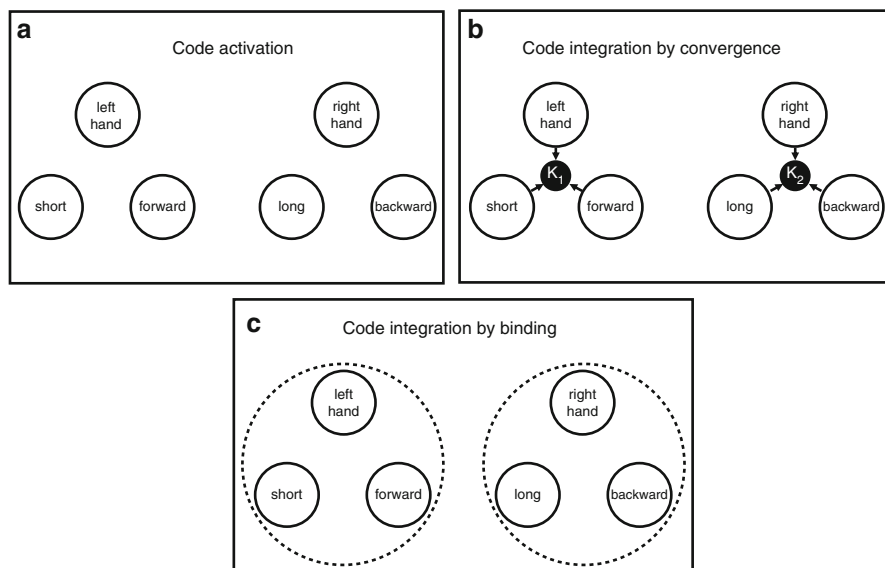 a
Code activation
left
hand
right
hand
short
forward
long
backward
b
Code integration by convergence
left
hand
right
hand
K1
K2
short
forward
long
backward
c
Code integration by binding
left
hand
right
hand
short
forward
long
backward